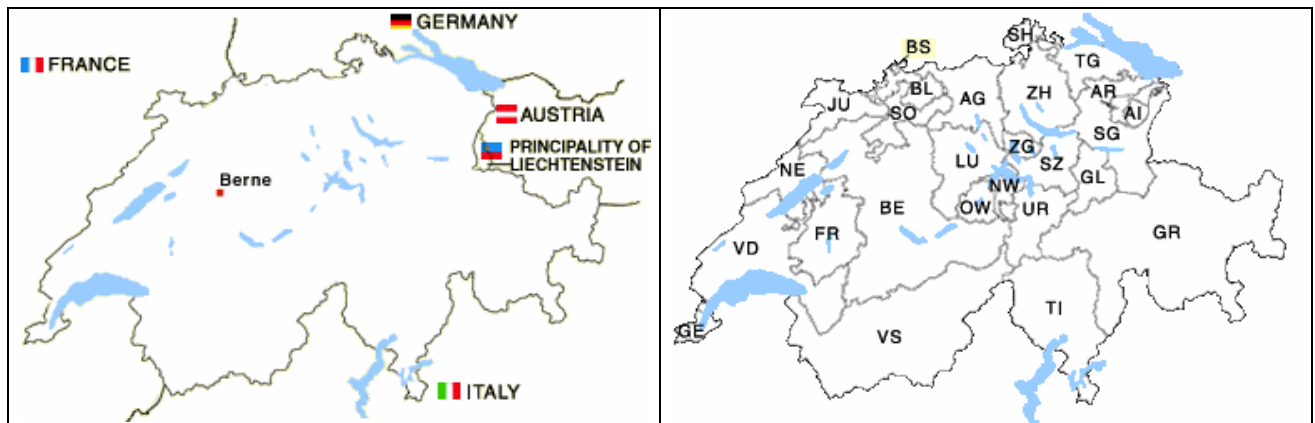 GERMANY
FRANCE
AUSTRIA
PRINCIPALITY OF
LIECHTENSTEIN
Berne
ITALY
SH
BS
TG
BL
ZH
AR
JU
AG
SO
AI
SG
ZG
LU
SZ
NE
GL
NW
BE
OW
UR
FR
GR
VD
TI
GE
VS